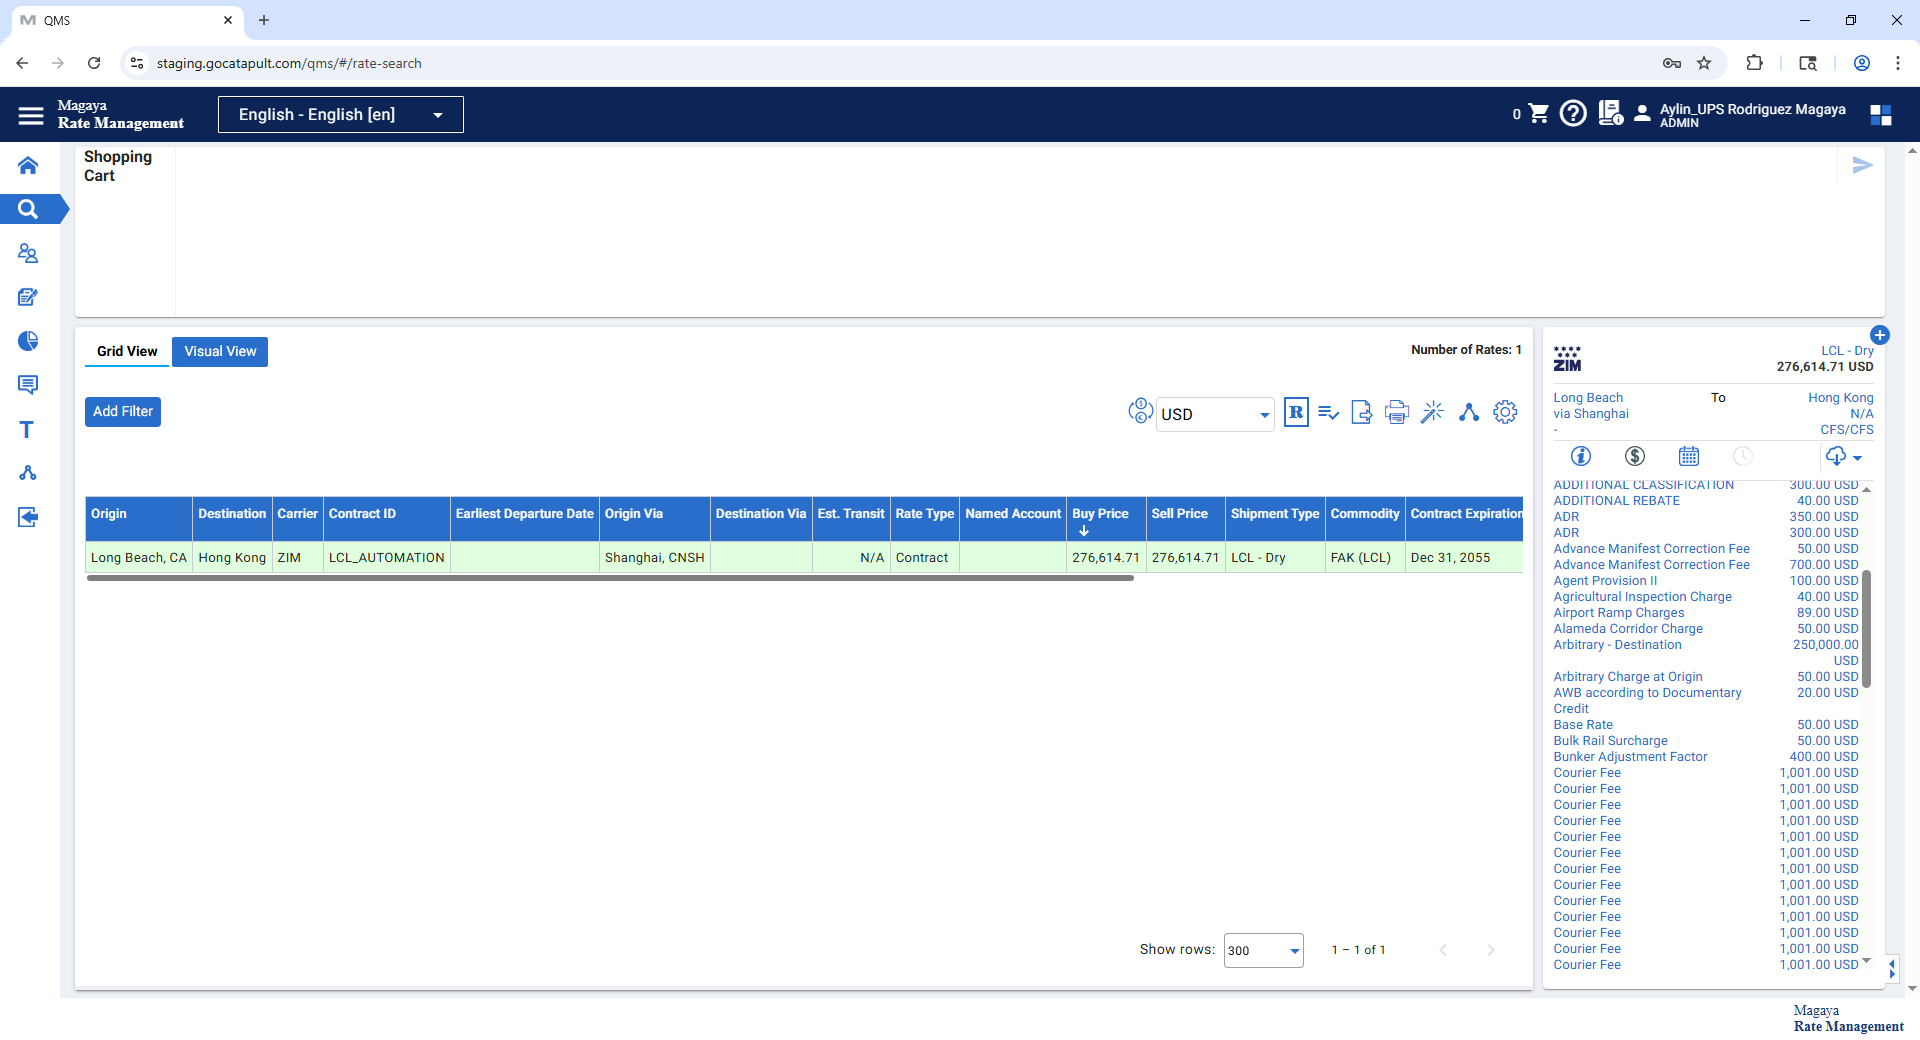 QMS
staging.gocatapult.com/qms/#/rate-search
Magaya
Rate Management
English - English [en]
0
Aylin_UPS Rodriguez Magaya
ADMIN
Shopping
Cart
Grid View
Visual View
Number of Rates: 1
Add Filter
USD
R
Origin Destination Carrier Contract ID Earliest Departure Date Origin Via Destination Via Est. Transit Rate Type Named Account Buy Price Sell Price Shipment Type Commodity Contract Expiration
Long Beach, CA Hong Kong ZIM LCL_AUTOMATION Shanghai, CNSH N/A Contract 276,614.71 276,614.71 LCL - Dry FAK (LCL) Dec 31, 2055
Show rows: 300 1 – 1 of 1
ZIM
LCL - Dry
276,614.71 USD
Long Beach To Hong Kong
via Shanghai N/A
- CFS/CFS
ADDITIONAL CLASSIFICATION 300.00 USD
ADDITIONAL REBATE 40.00 USD
ADR 350.00 USD
ADR 300.00 USD
Advance Manifest Correction Fee 50.00 USD
Advance Manifest Correction Fee 700.00 USD
Agent Provision II 100.00 USD
Agricultural Inspection Charge 40.00 USD
Airport Ramp Charges 89.00 USD
Alameda Corridor Charge 50.00 USD
Arbitrary - Destination 250,000.00
USD
Arbitrary Charge at Origin 50.00 USD
AWB according to Documentary 20.00 USD
Credit
Base Rate 50.00 USD
Bulk Rail Surcharge 50.00 USD
Bunker Adjustment Factor 400.00 USD
Courier Fee 1,001.00 USD
Courier Fee 1,001.00 USD
Courier Fee 1,001.00 USD
Courier Fee 1,001.00 USD
Courier Fee 1,001.00 USD
Courier Fee 1,001.00 USD
Courier Fee 1,001.00 USD
Courier Fee 1,001.00 USD
Courier Fee 1,001.00 USD
Courier Fee 1,001.00 USD
Courier Fee 1,001.00 USD
Courier Fee 1,001.00 USD
Courier Fee 1,001.00 USD
Magaya
Rate Management